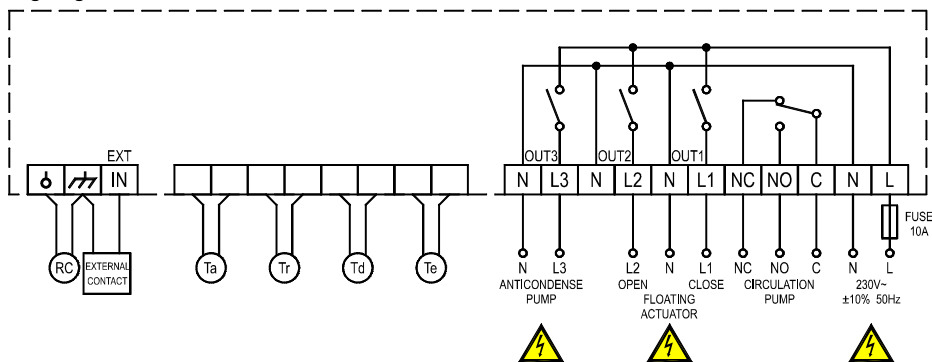 EXT
IN
RC
EXTERNAL
CONTACT
Ta
Tr
Td
Te
OUT3
OUT2
OUT1
N L3 N L2 N L1 NC NO C N L
FUSE
10A
N L3 L2 N L1 NC NO C N L
ANTICONDENSE
PUMP
OPEN
FLOATING
ACTUATOR
CLOSE
CIRCULATION
PUMP
230V~
±10% 50Hz